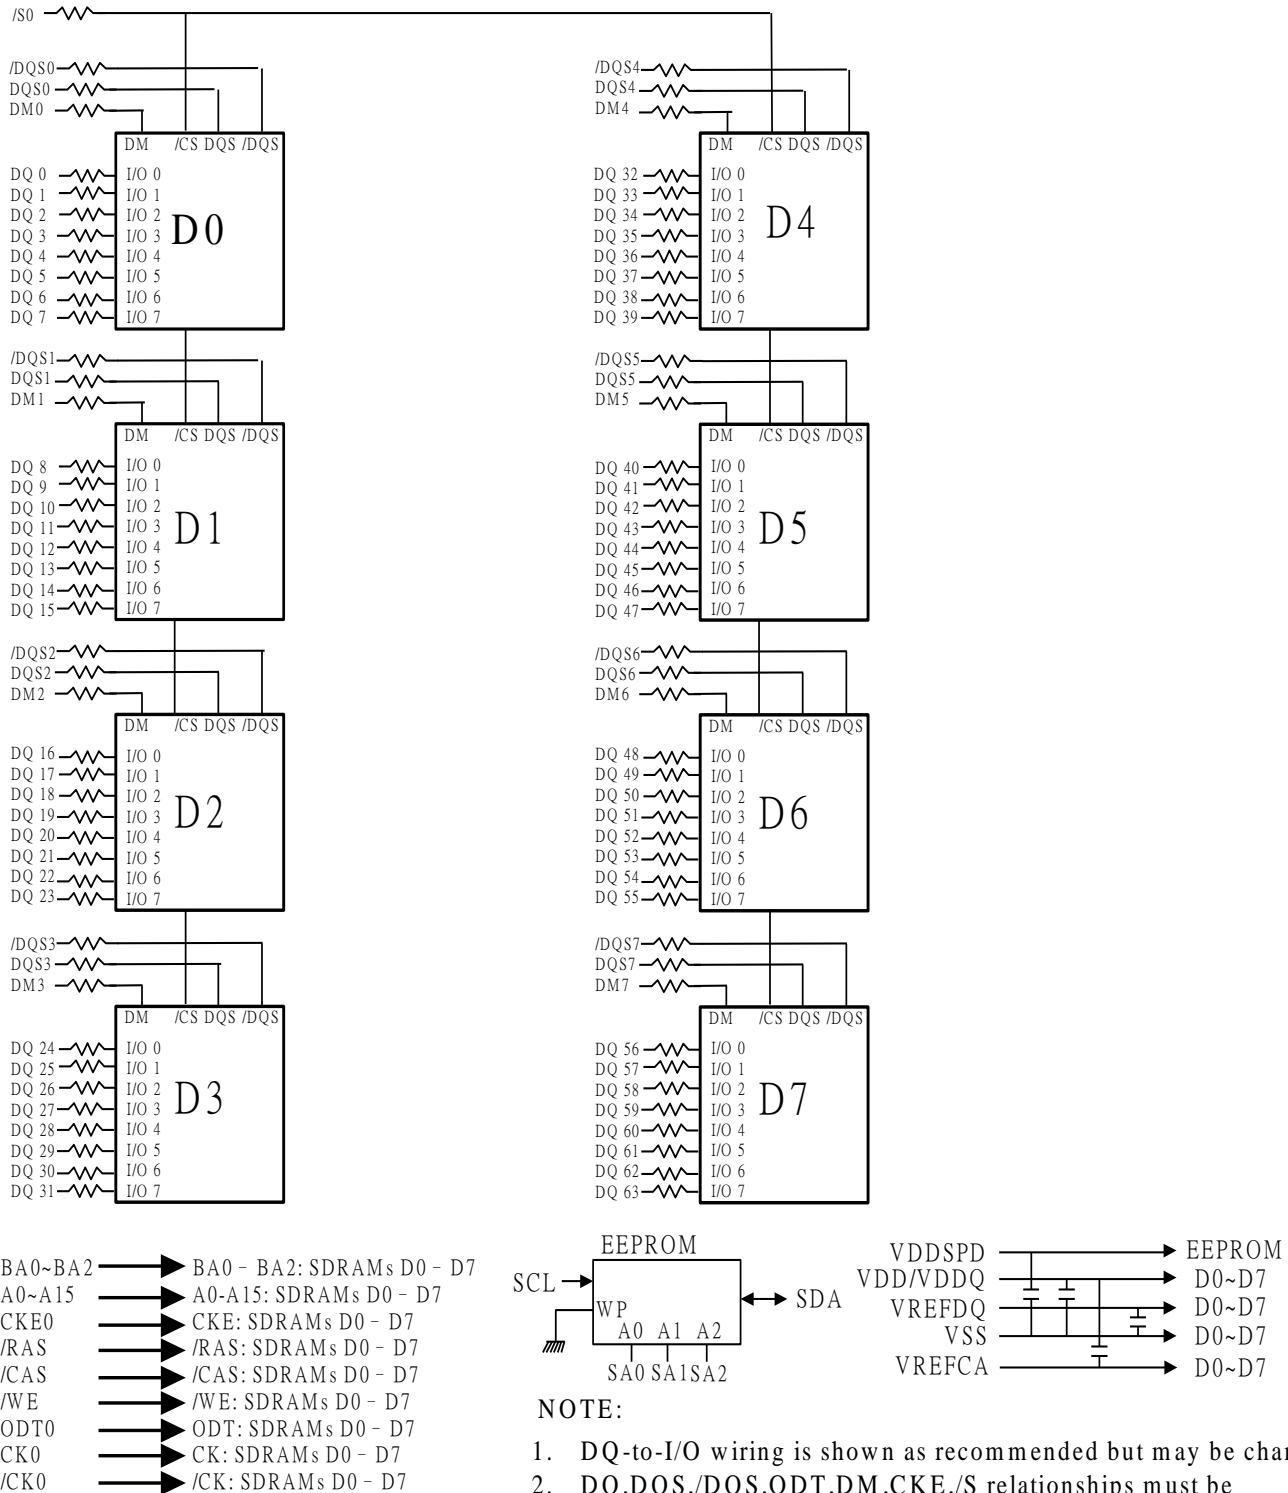 /S0
/DQS0
DQS0
DM0
DM /CS DQS /DQS
DQ 0 I/O 0
DQ 1 I/O 1
DQ 2 I/O 2
DQ 3 I/O 3
DQ 4 I/O 4
DQ 5 I/O 5
DQ 6 I/O 6
DQ 7 I/O 7
D0
/DQS1
DQS1
DM1
DM /CS DQS /DQS
DQ 8 I/O 0
DQ 9 I/O 1
DQ 10 I/O 2
DQ 11 I/O 3
DQ 12 I/O 4
DQ 13 I/O 5
DQ 14 I/O 6
DQ 15 I/O 7
D1
/DQS2
DQS2
DM2
DM /CS DQS /DQS
DQ 16 I/O 0
DQ 17 I/O 1
DQ 18 I/O 2
DQ 19 I/O 3
DQ 20 I/O 4
DQ 21 I/O 5
DQ 22 I/O 6
DQ 23 I/O 7
D2
/DQS3
DQS3
DM3
DM /CS DQS /DQS
DQ 24 I/O 0
DQ 25 I/O 1
DQ 26 I/O 2
DQ 27 I/O 3
DQ 28 I/O 4
DQ 29 I/O 5
DQ 30 I/O 6
DQ 31 I/O 7
D3
/DQS4
DQS4
DM4
DM /CS DQS /DQS
DQ 32 I/O 0
DQ 33 I/O 1
DQ 34 I/O 2
DQ 35 I/O 3
DQ 36 I/O 4
DQ 37 I/O 5
DQ 38 I/O 6
DQ 39 I/O 7
D4
/DQS5
DQS5
DM5
DM /CS DQS /DQS
DQ 40 I/O 0
DQ 41 I/O 1
DQ 42 I/O 2
DQ 43 I/O 3
DQ 44 I/O 4
DQ 45 I/O 5
DQ 46 I/O 6
DQ 47 I/O 7
D5
/DQS6
DQS6
DM6
DM /CS DQS /DQS
DQ 48 I/O 0
DQ 49 I/O 1
DQ 50 I/O 2
DQ 51 I/O 3
DQ 52 I/O 4
DQ 53 I/O 5
DQ 54 I/O 6
DQ 55 I/O 7
D6
/DQS7
DQS7
DM7
DM /CS DQS /DQS
DQ 56 I/O 0
DQ 57 I/O 1
DQ 58 I/O 2
DQ 59 I/O 3
DQ 60 I/O 4
DQ 61 I/O 5
DQ 62 I/O 6
DQ 63 I/O 7
D7
BA0~BA2 BA0 – BA2: SDRAMs D0 – D7
A0~A15 A0-A15: SDRAMs D0 – D7
CKE0 CKE: SDRAMs D0 – D7
/RAS /RAS: SDRAMs D0 – D7
/CAS /CAS: SDRAMs D0 – D7
/WE /WE: SDRAMs D0 – D7
ODT0 ODT: SDRAMs D0 – D7
CK0 CK: SDRAMs D0 – D7
/CK0 /CK: SDRAMs D0 – D7
EEPROM
SCL SDA
WP
A0 A1 A2
SA0 SA1 SA2
VDDSPD EEPROM
VDD/VDDQ D0~D7
VREFDQ D0~D7
VSS D0~D7
VREFCA D0~D7
NOTE:
1. DQ-to-I/O wiring is shown as recommended but may be
2. DQ,DQS,/DQS,ODT,DM,CKE,/S relationships must be